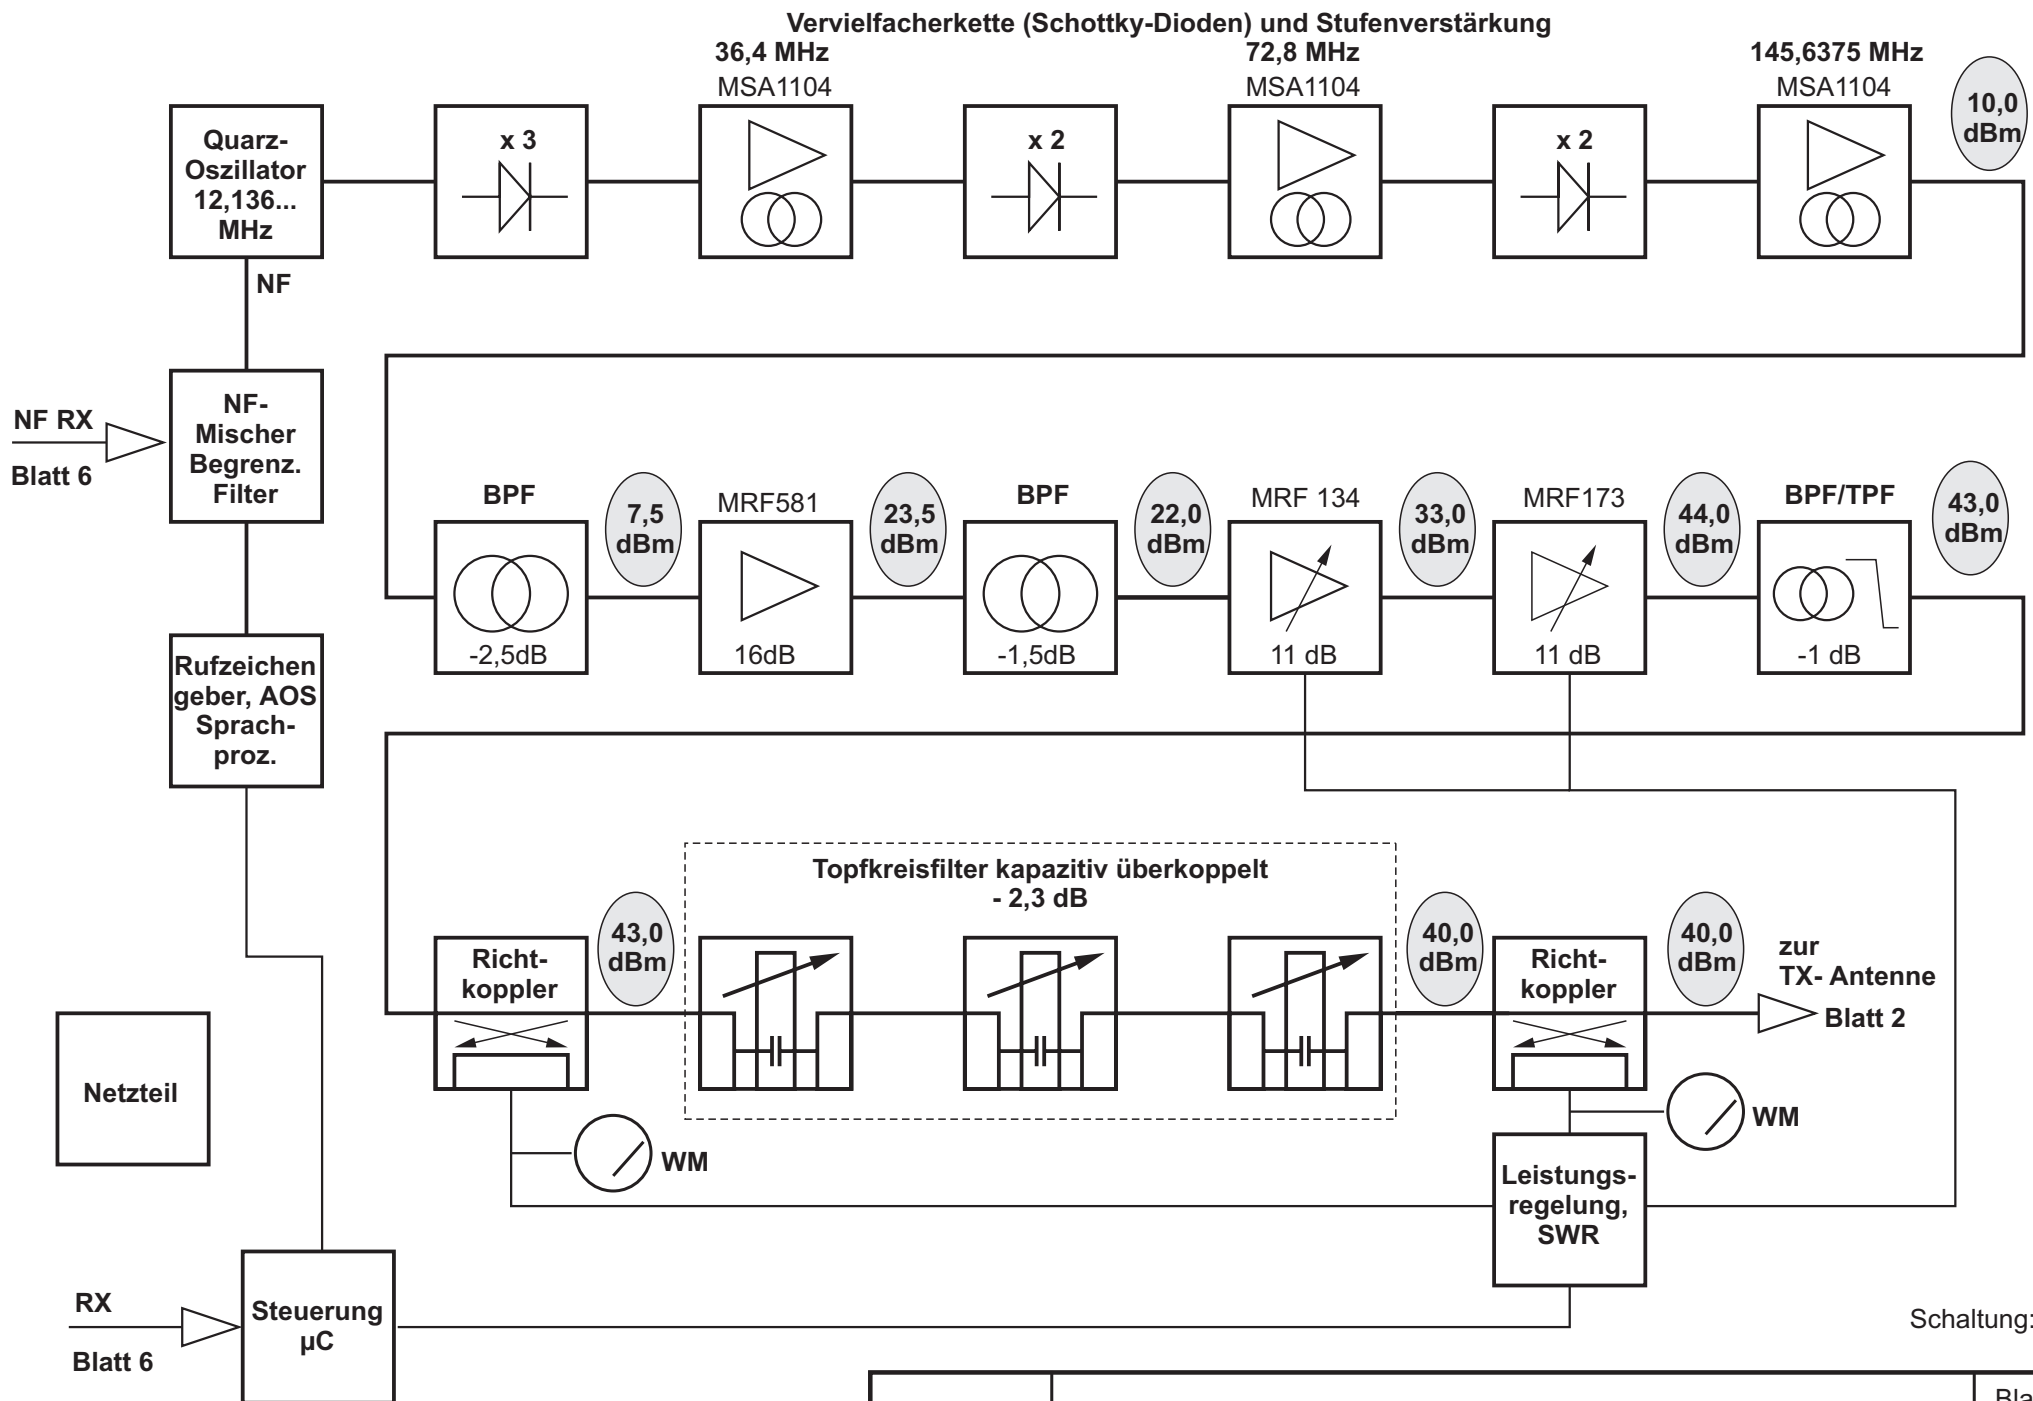 Vervielfacherkette (Schottky-Dioden) und Stufenverstärkung
36,4 MHz
MSA1104
72,8 MHz
MSA1104
145,6375 MHz
MSA1104
10,0
dBm
Quarz-
Oszillator
12,136...
MHz
x 3
x 2
x 2
NF
NF RX
Blatt 6
NF-
Mischer
Begrenz.
Filter
BPF
-2,5dB
7,5
dBm
MRF581
16dB
23,5
dBm
BPF
-1,5dB
22,0
dBm
MRF 134
11 dB
33,0
dBm
MRF173
11 dB
44,0
dBm
BPF/TPF
-1 dB
43,0
dBm
Rufzeichen
geber, AOS
Sprach-
proz.
Topfkreisfilter kapazitiv überkoppelt
- 2,3 dB
Richt-
koppler
43,0
dBm
40,0
dBm
Richt-
koppler
40,0
dBm
zur
TX- Antenne
Blatt 2
Netzteil
WM
WM
Leistungs-
regelung,
SWR
RX
Blatt 6
Steuerung
µC
Schaltung: